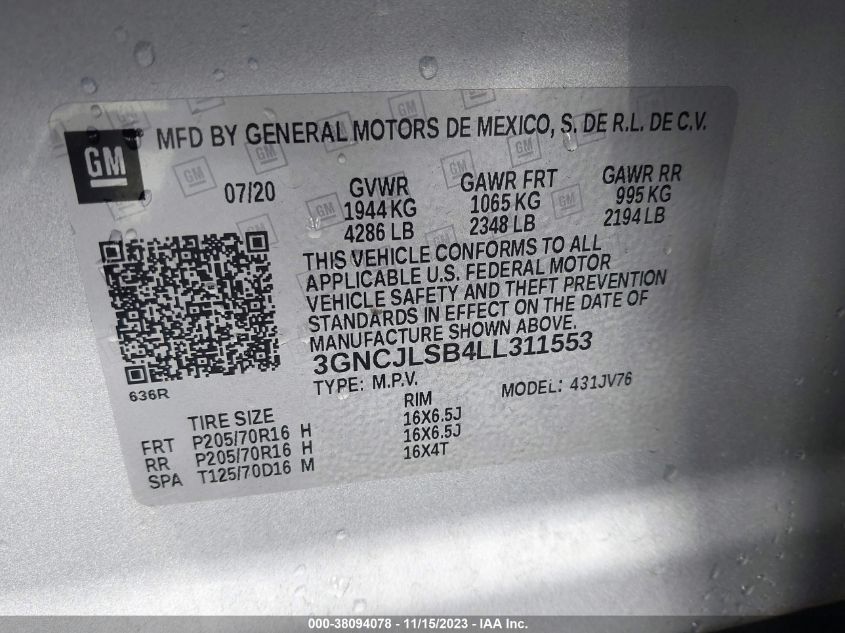 GM
MFD BY GENERAL MOTORS DE MEXICO, S. DE R.L. DE C.V.
07/20
GVWR
1944 KG
4286 LB
GAWR FRT
1065 KG
2348 LB
GAWR RR
995 KG
2194 LB
THIS VEHICLE CONFORMS TO ALL
APPLICABLE U.S. FEDERAL MOTOR
VEHICLE SAFETY AND THEFT PREVENTION
STANDARDS IN EFFECT ON THE DATE OF
MANUFACTURE SHOWN ABOVE.
3GNCJLSB4LL311553
TYPE: M.P.V.
MODEL: 431JV76
636R
TIRE SIZE RIM
FRT P205/70R16 H 16X6.5J
RR P205/70R16 H 16X6.5J
SPA T125/70D16 M 16X4T
000-38094078 - 11/15/2023 - IAA Inc.